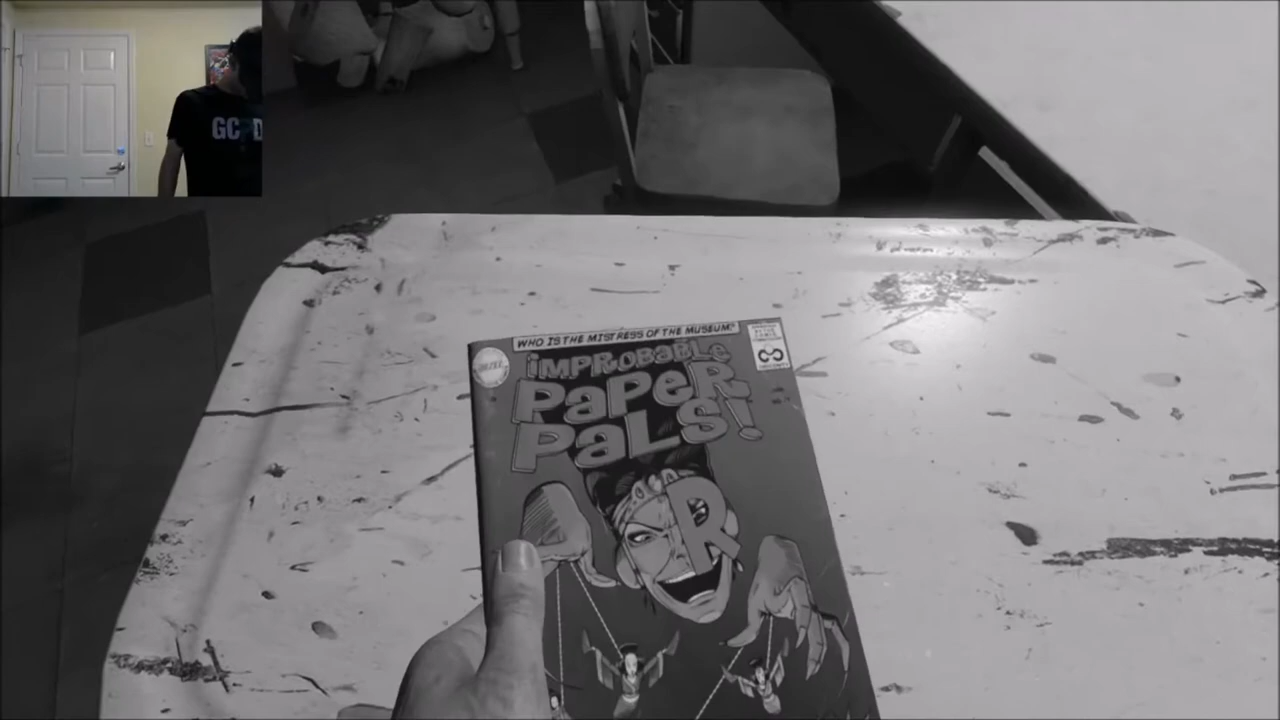 GC D
WHO IS THE MISTRESS OF THE MUSEUM?
IMPROBABLE
PAPER
PALS!
R